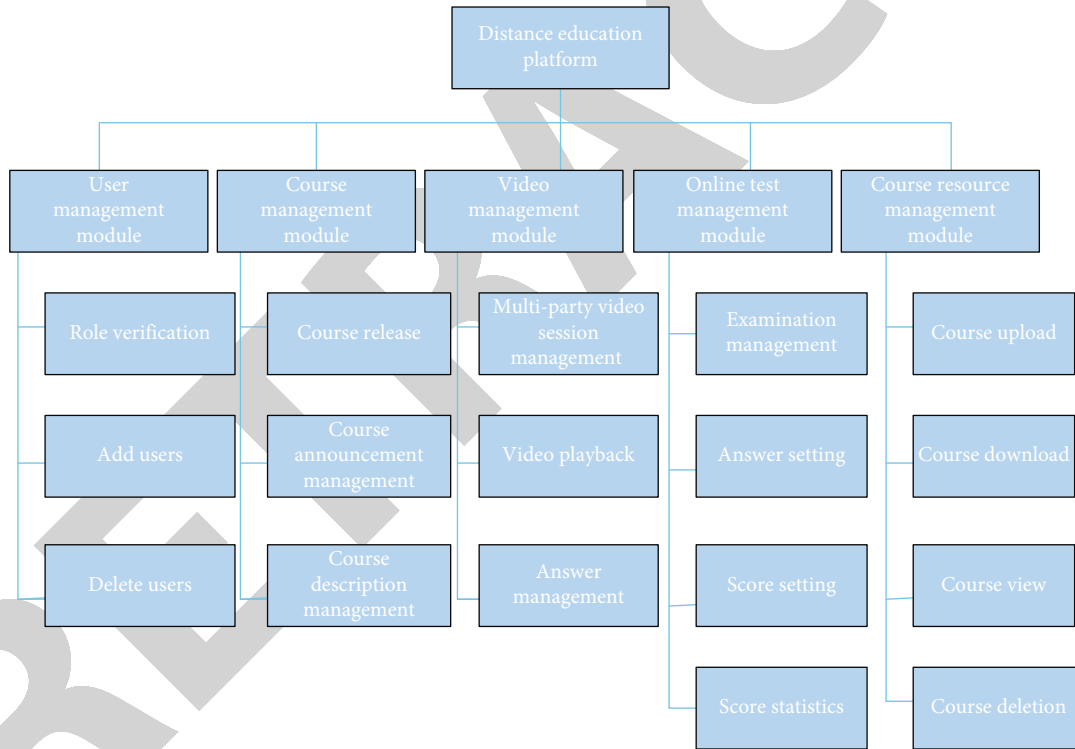 Distance education
platform
User
management
module
Course
management
module
Video
management
module
Online test
management
module
Course resource
management
module
Role verification
Add users
Delete users
Course release
Course
announcement
management
Course
description
management
Multi-party video
session
management
Video playback
Answer
management
Examination
management
Answer setting
Score setting
Score statistics
Course upload
Course download
Course view
Course deletion
RETRAC